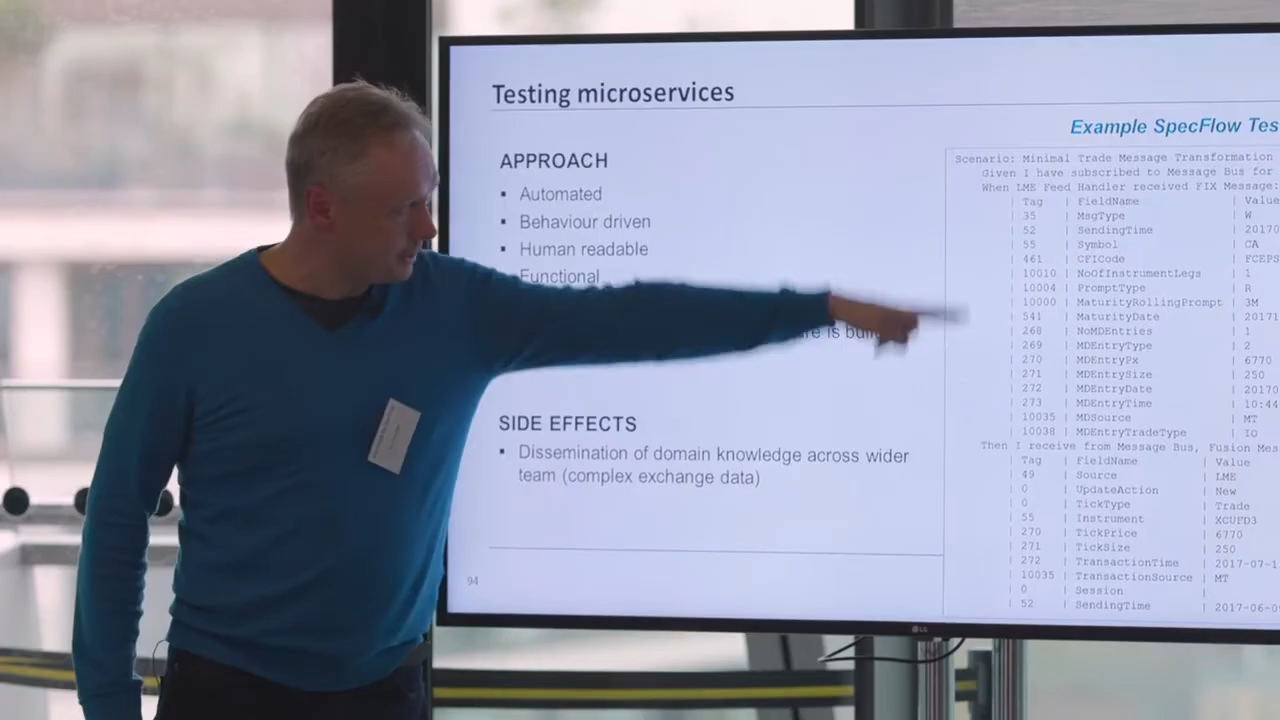 Testing microservices
APPROACH
▪ Automated
▪ Behaviour driven
▪ Human readable
▪ Functional
is
SIDE EFFECTS
▪ Dissemination of domain knowledge across wider
team (complex exchange data)
94
Example SpecFlow Tes
Scenario: Minimal Trade Message Transformation
Given I have subscribed to Message Bus for
When LME Feed Handler received FIX Message:
| Tag | FieldName | Value
| 35 | MsgType | W
| 52 | SendingTime | 20170
| 55 | Symbol | CA
| 461 | CFICode | FCEPS
| 10010 | NoOfInstrumentLegs | 1
| 10004 | PromptType | R
| 10000 | MaturityRollingPrompt | 3M
| 541 | MaturityDate | 20171
| 268 | NoMDEntries | 1
| 269 | MDEntryType | 2
| 270 | MDEntryPx | 6770
| 271 | MDEntrySize | 250
| 272 | MDEntryDate | 20170
| 273 | MDEntryTime | 10:44
| 10035 | MDSource | MT
| 10038 | MDEntryTradeType | IO
Then I receive from Message Bus, Fusion Mes
| Tag | FieldName | Value
| 49 | Source | LME
| 0 | UpdateAction | New
| 0 | TickType | Trade
| 55 | Instrument | XCUFD3
| 270 | TickPrice | 6770
| 271 | TickSize | 250
| 272 | TransactionTime | 2017-07-1
| 10035 | TransactionSource | MT
| 0 | Session |
| 52 | SendingTime | 2017-06-09
LG